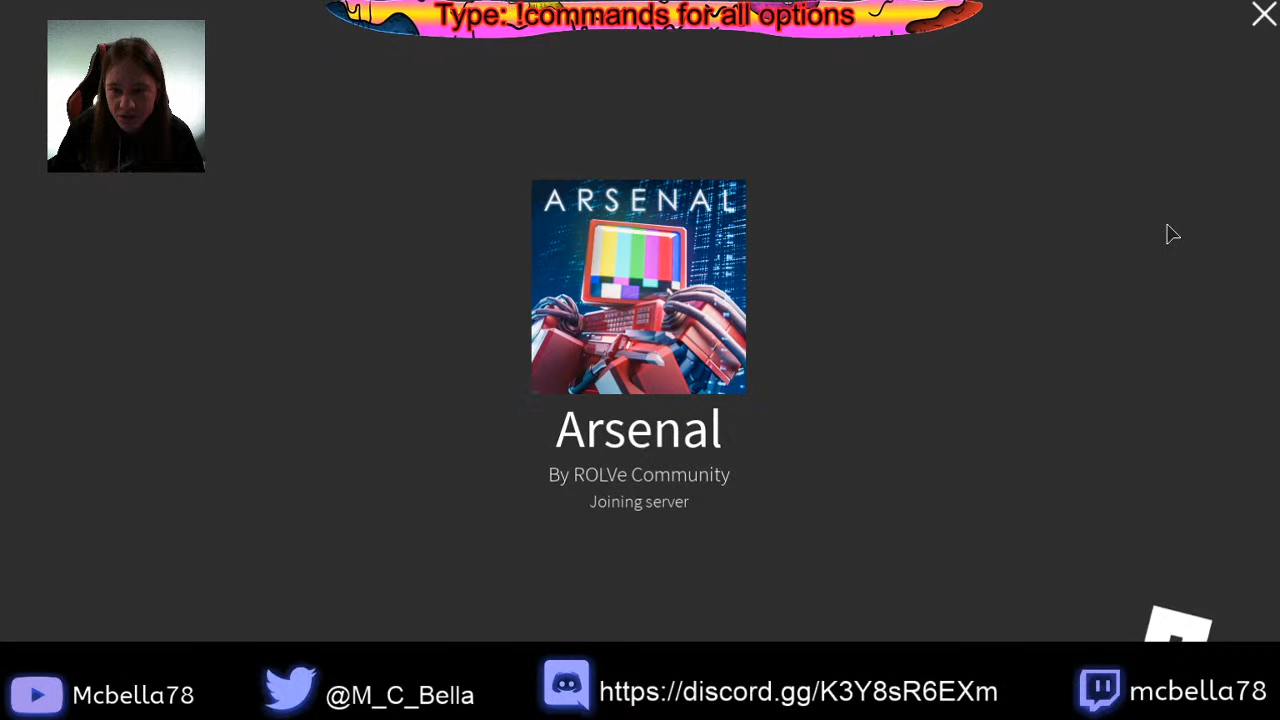 Type: !commands for all options
ARSENAL
Arsenal
By ROLVe Community
Joining server
Mcbella78
@M_C_Bella
https://discord.gg/K3Y8sR6EXm
mcbella78